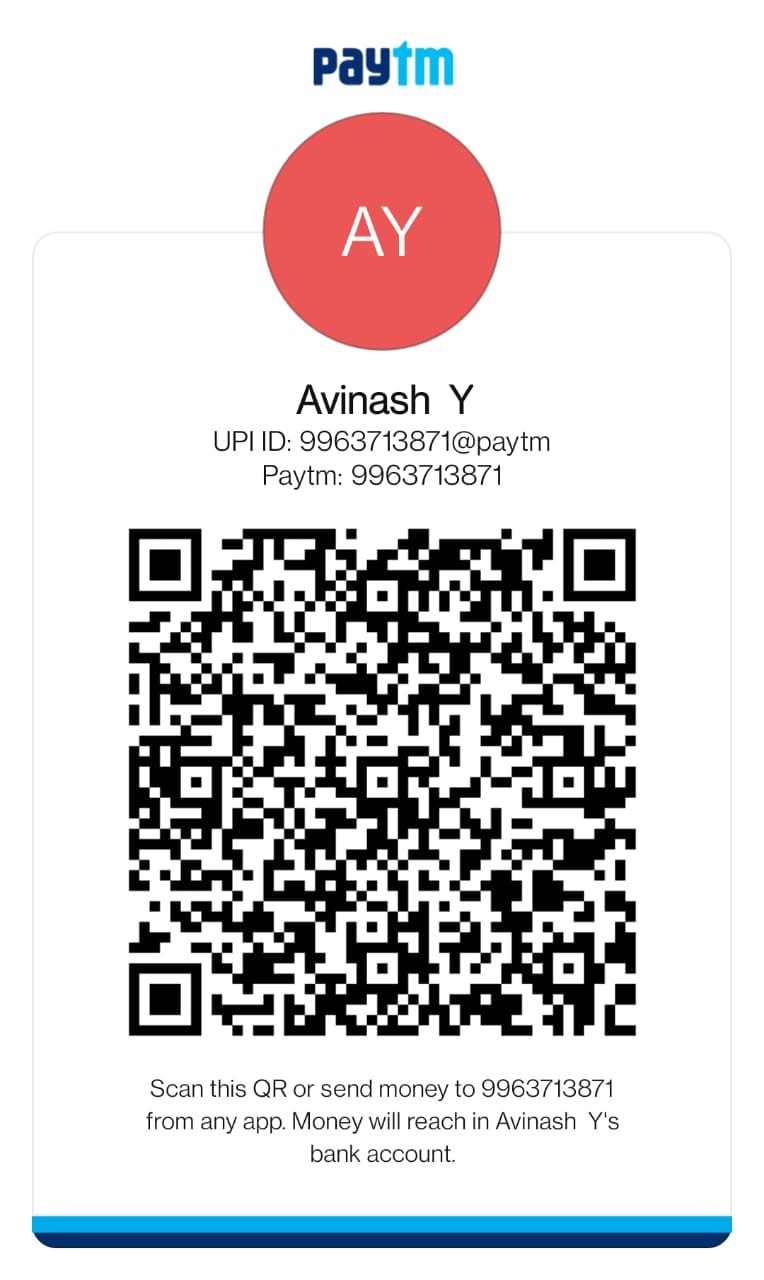 paytm
AY
Avinash Y
UPI ID: 9963713871@paytm
Paytm: 9963713871
Scan this QR or send money to 9963713871
from any app. Money will reach in Avinash Y's
bank account.